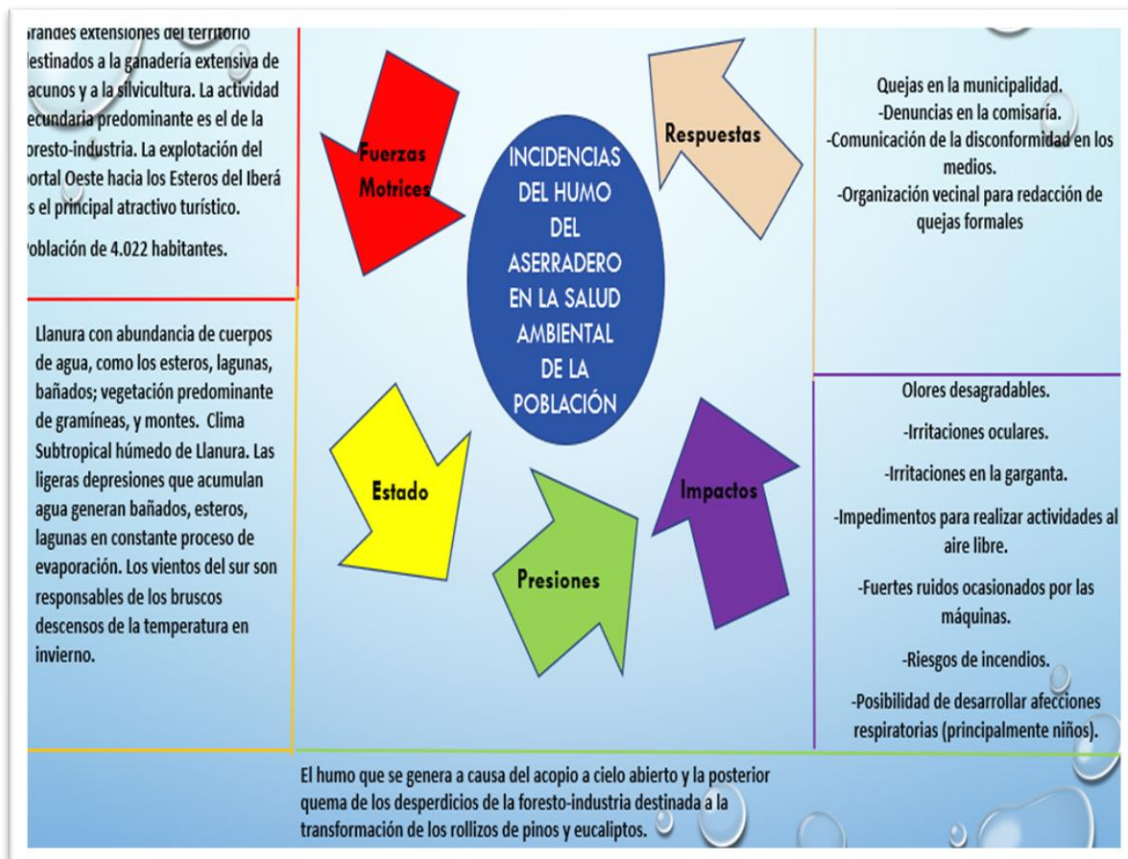 Grandes extensiones del territorio
destinados a la ganadería extensiva de
vacunos y a la silvicultura. La actividad
secundaria predominante es el de la
foresto-industria. La explotación del
portal Oeste hacia los Esteros del Iberá
es el principal atractivo turístico.
Población de 4.022 habitantes.
Llanura con abundancia de cuerpos
de agua, como los esteros, lagunas,
bañados; vegetación predominante
de gramíneas, y montes. Clima
Subtropical húmedo de Llanura. Las
ligeras depresiones que acumulan
agua generan bañados, esteros,
lagunas en constante proceso de
evaporación. Los vientos del sur son
responsables de los bruscos
descensos de la temperatura en
invierno.
Fuerzas
Motrices
Estado
Presiones
Impactos
Respuestas
INCIDENCIAS
DEL HUMO
DEL
ASERRADERO
EN LA SALUD
AMBIENTAL
DE LA
POBLACIÓN
Quejas en la municipalidad.
-Denuncias en la comisaría.
-Comunicación de la disconformidad en los
medios.
-Organización vecinal para redacción de
quejas formales
Olores desagradables.
-Irritaciones oculares.
-Irritaciones en la garganta.
-Impedimentos para realizar actividades al
aire libre.
-Fuertes ruidos ocasionados por las
máquinas.
-Riesgos de incendios.
-Posibilidad de desarrollar afecciones
respiratorias (principalmente niños).
El humo que se genera a causa del acopio a cielo abierto y la posterior
quema de los desperdicios de la foresto-industria destinada a la
transformación de los rollizos de pinos y eucaliptos.